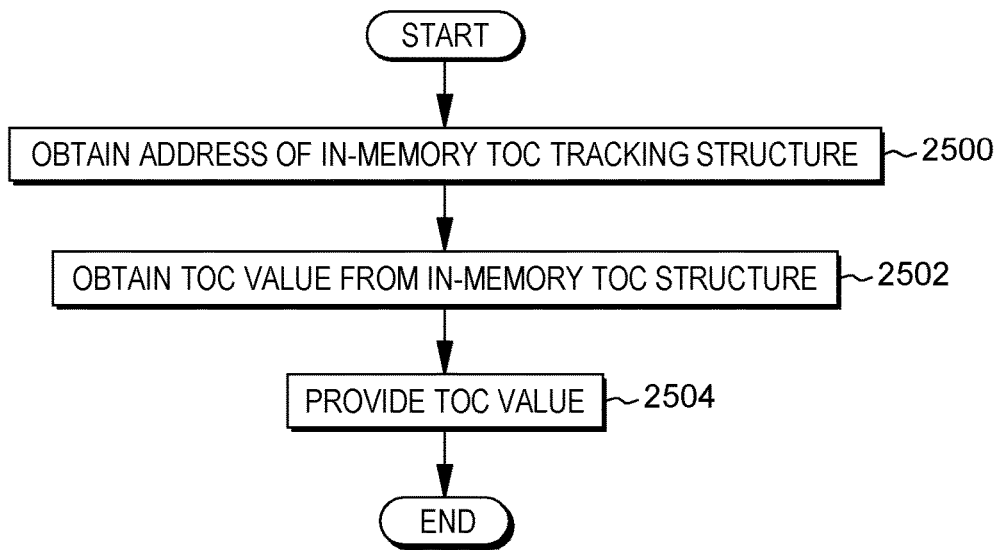 START
OBTAIN ADDRESS OF IN-MEMORY TOC TRACKING STRUCTURE 2500
OBTAIN TOC VALUE FROM IN-MEMORY TOC STRUCTURE 2502
PROVIDE TOC VALUE 2504
END